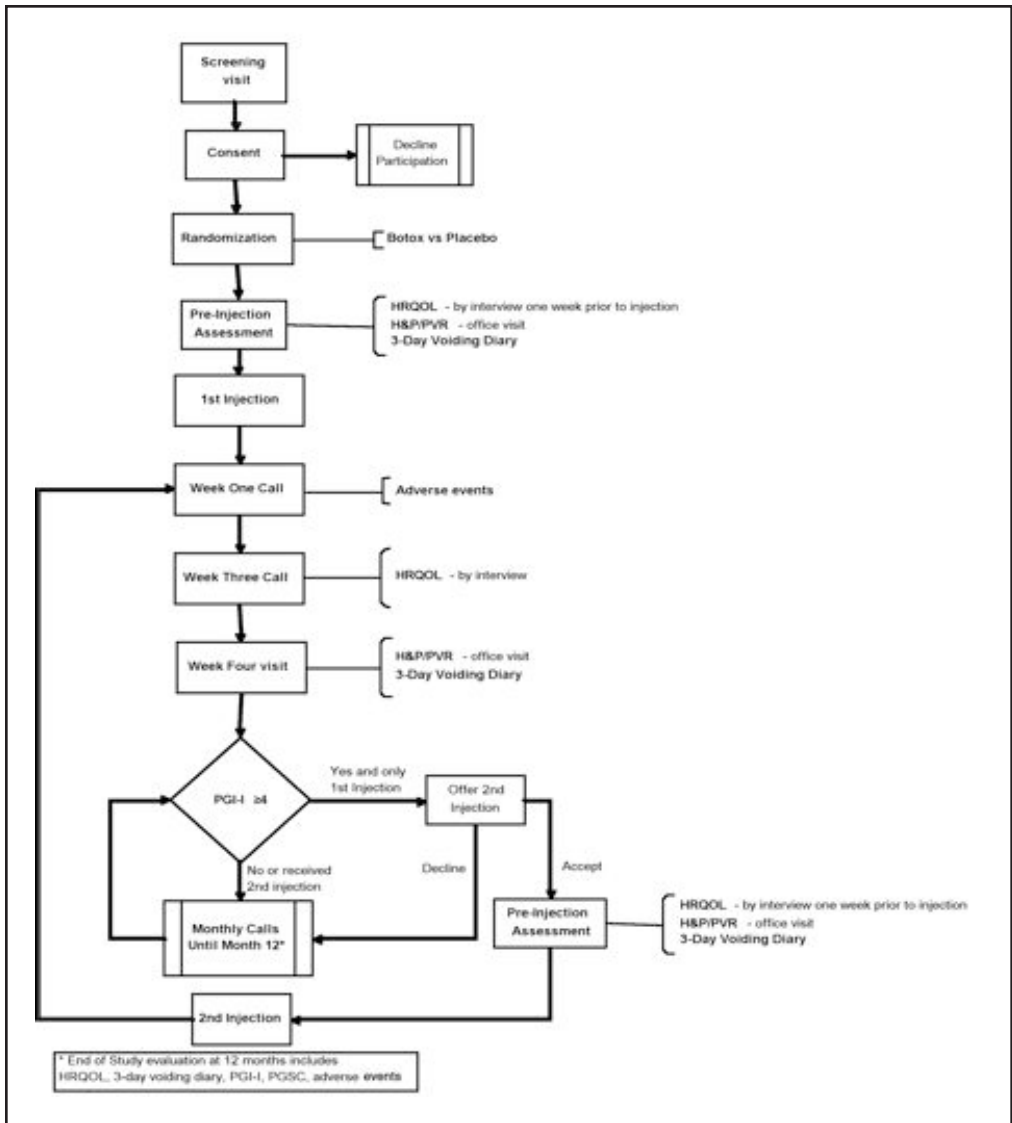 Screening
visit
Consent
Decline
Participation
Randomization
Botox vs Placebo
Pre-Injection
Assessment
HRQOL - by interview one week prior to injection
H&P/PVR - office visit
3-Day Voiding Diary
1st Injection
Week One Call
Adverse events
Week Three Call
HRQOL - by interview
Week Four visit
H&P/PVR - office visit
3-Day Voiding Diary
PGI-I ≥4
Yes and only
1st Injection
Offer 2nd
Injection
No or received
2nd injection
Decline
Accept
Monthly Calls
Until Month 12*
Pre-Injection
Assessment
HRQOL - by interview one week prior to injection
H&P/PVR - office visit
3-Day Voiding Diary
2nd Injection
* End of Study evaluation at 12 months includes
HRQOL, 3-day voiding diary, PGI-I, PGSC, adverse events